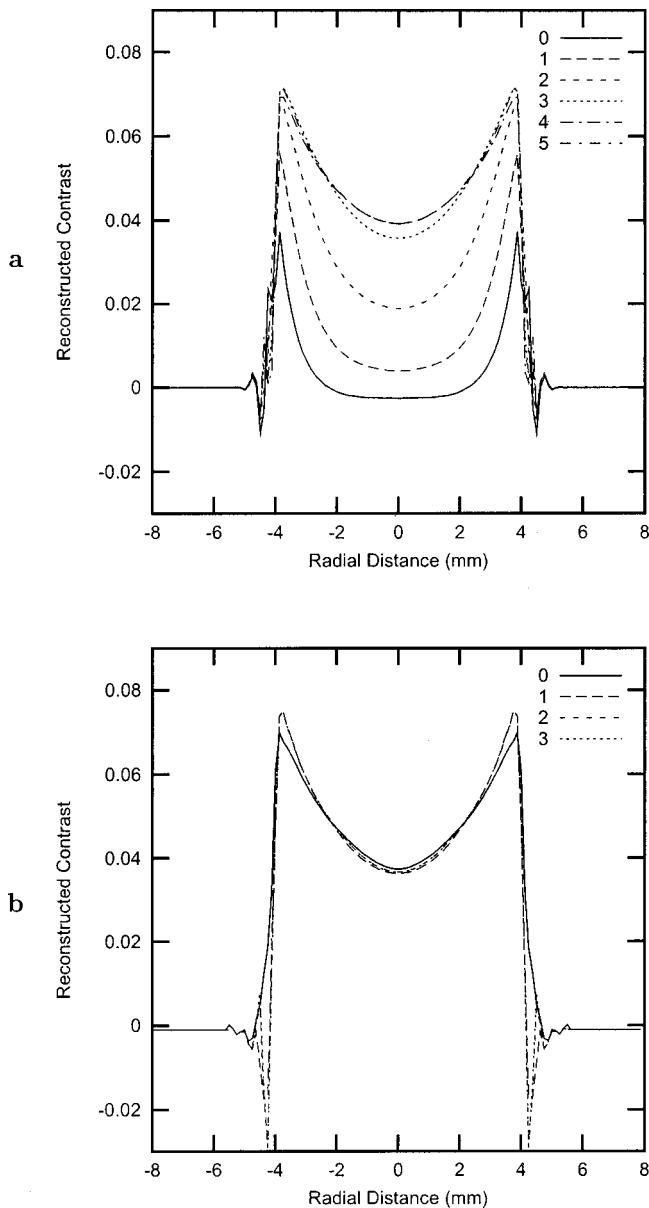 0.08
0.06
0.04
0.02
0
-0.02
Reconstructed Contrast
a
0
1
2
3
4
5
-8 -6 -4 -2 0 2 4 6 8
Radial Distance (mm)
0.08
0.06
0.04
0.02
0
-0.02
Reconstructed Contrast
b
0
1
2
3
-8 -6 -4 -2 0 2 4 6 8
Radial Distance (mm)